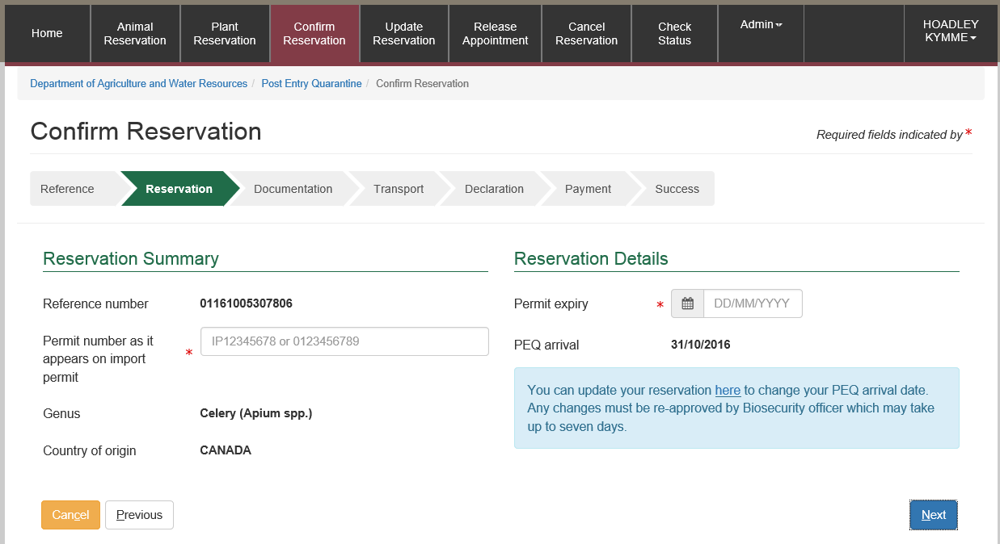 Home
Animal
Reservation
Plant
Reservation
Confirm
Reservation
Update
Reservation
Release
Appointment
Cancel
Reservation
Check
Status
Admin
HOADLEY
KYMME
Department of Agriculture and Water Resources / Post Entry Quarantine / Confirm Reservation
Confirm Reservation
Required fields indicated by *
Reference
Reservation
Documentation
Transport
Declaration
Payment
Success
Reservation Summary
Reference number 01161005307806
Permit number as it
appears on import
permit
* IP12345678 or 0123456789
Genus Celery (Apium spp.)
Country of origin CANADA
Reservation Details
Permit expiry * DD/MM/YYYY
PEQ arrival 31/10/2016
You can update your reservation here to change your PEQ arrival date.
Any changes must be re-approved by Biosecurity officer which may take
up to seven days.
Cancel
Previous
Next